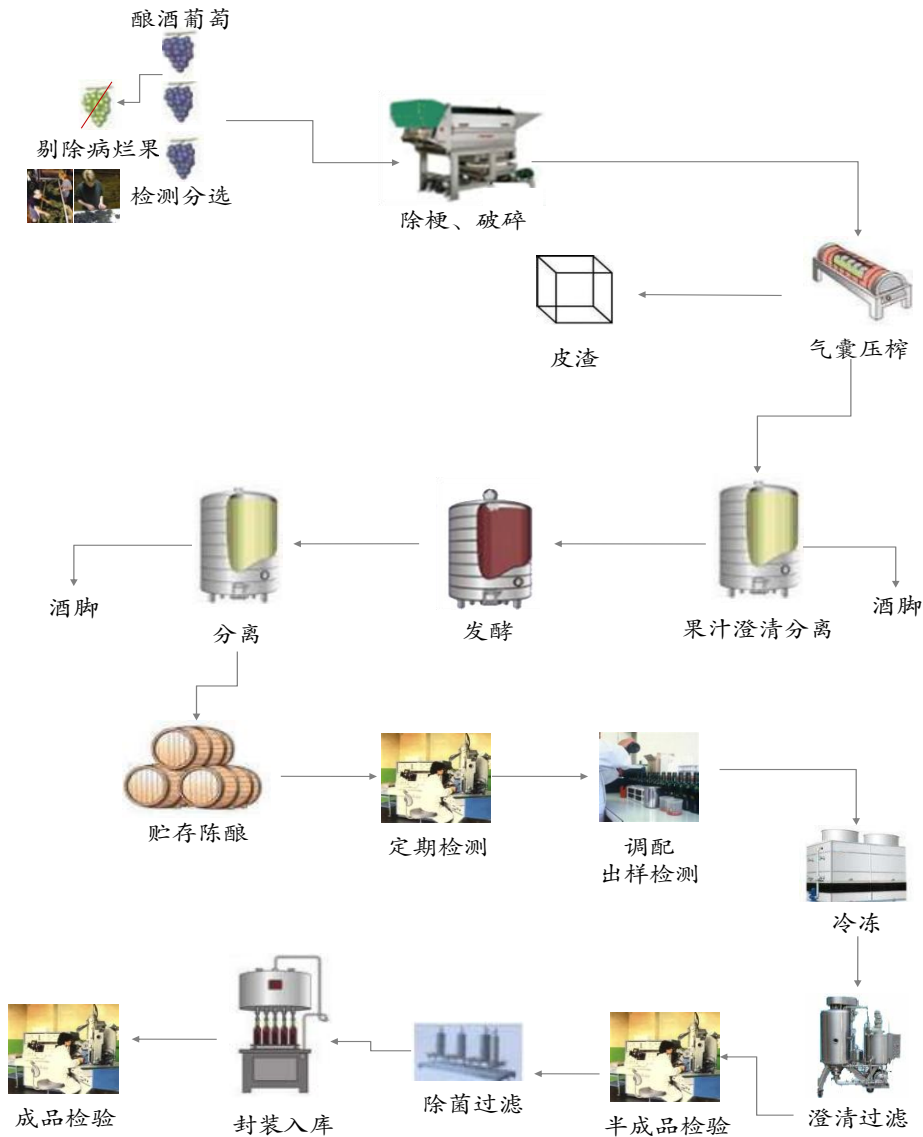 酿酒葡萄
剔除病烂果
检测分选
除梗、破碎
皮渣
气囊压榨
酒脚
分离
发酵
果汁澄清分离
酒脚
贮存陈酿
定期检测
调配
出样检测
冷冻
成品检验
封装入库
除菌过滤
半成品检验
澄清过滤